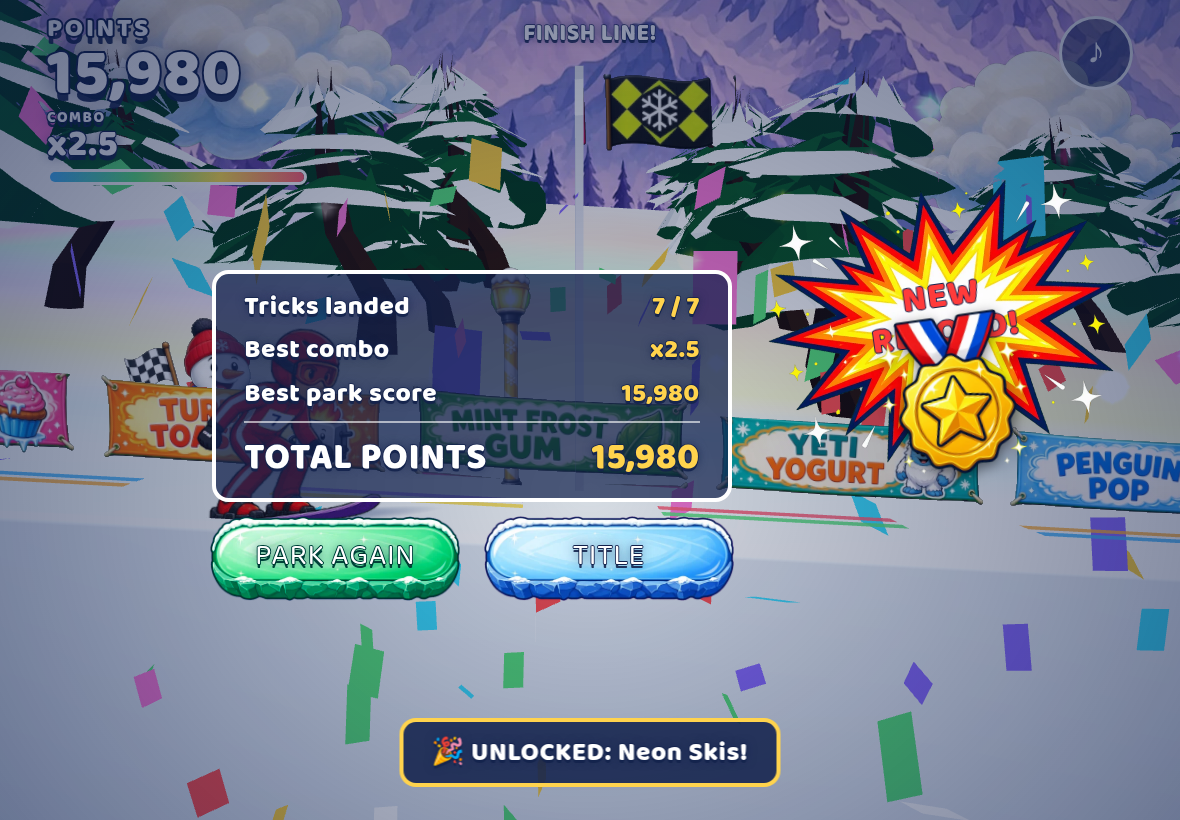 POINTS
15,980
COMBO
x2.5
FINISH LINE!
♪
NEW
Tricks landed 7 / 7
Best combo x2.5
Best park score 15,980
TOTAL POINTS 15,980
MINT FROST
GUM
YETI
YOGURT
PENGUIN
POP
PARK AGAIN
TITLE
🎉 UNLOCKED: Neon Skis!